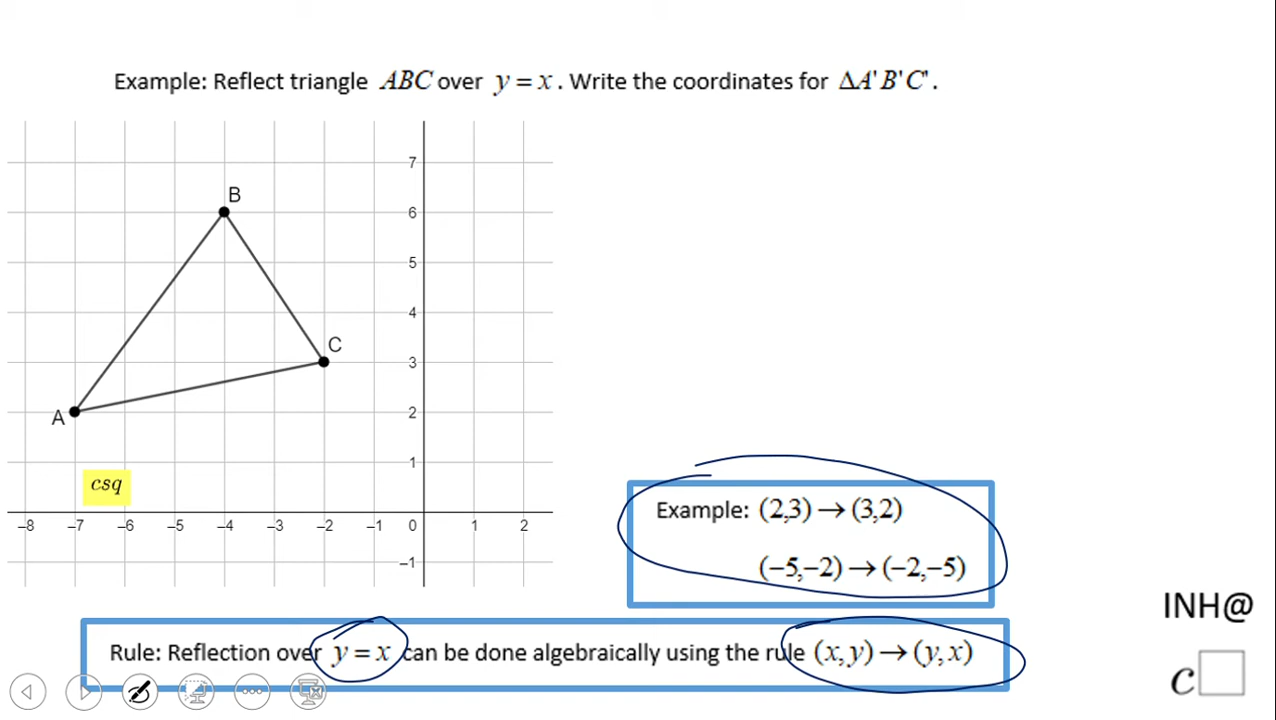 Example: Reflect triangle ABC over y = x. Write the coordinates for ΔA'B'C'.
7
B
6
5
4
C
3
A
2
1
csq
−8 −7 −6 −5 −4 −3 −2 −1 0 1 2
−1
Example: (2,3) → (3,2)
(−5,−2) → (−2,−5)
INH@
Rule: Reflection over y = x can be done algebraically using the rule (x, y) → (y, x)
c